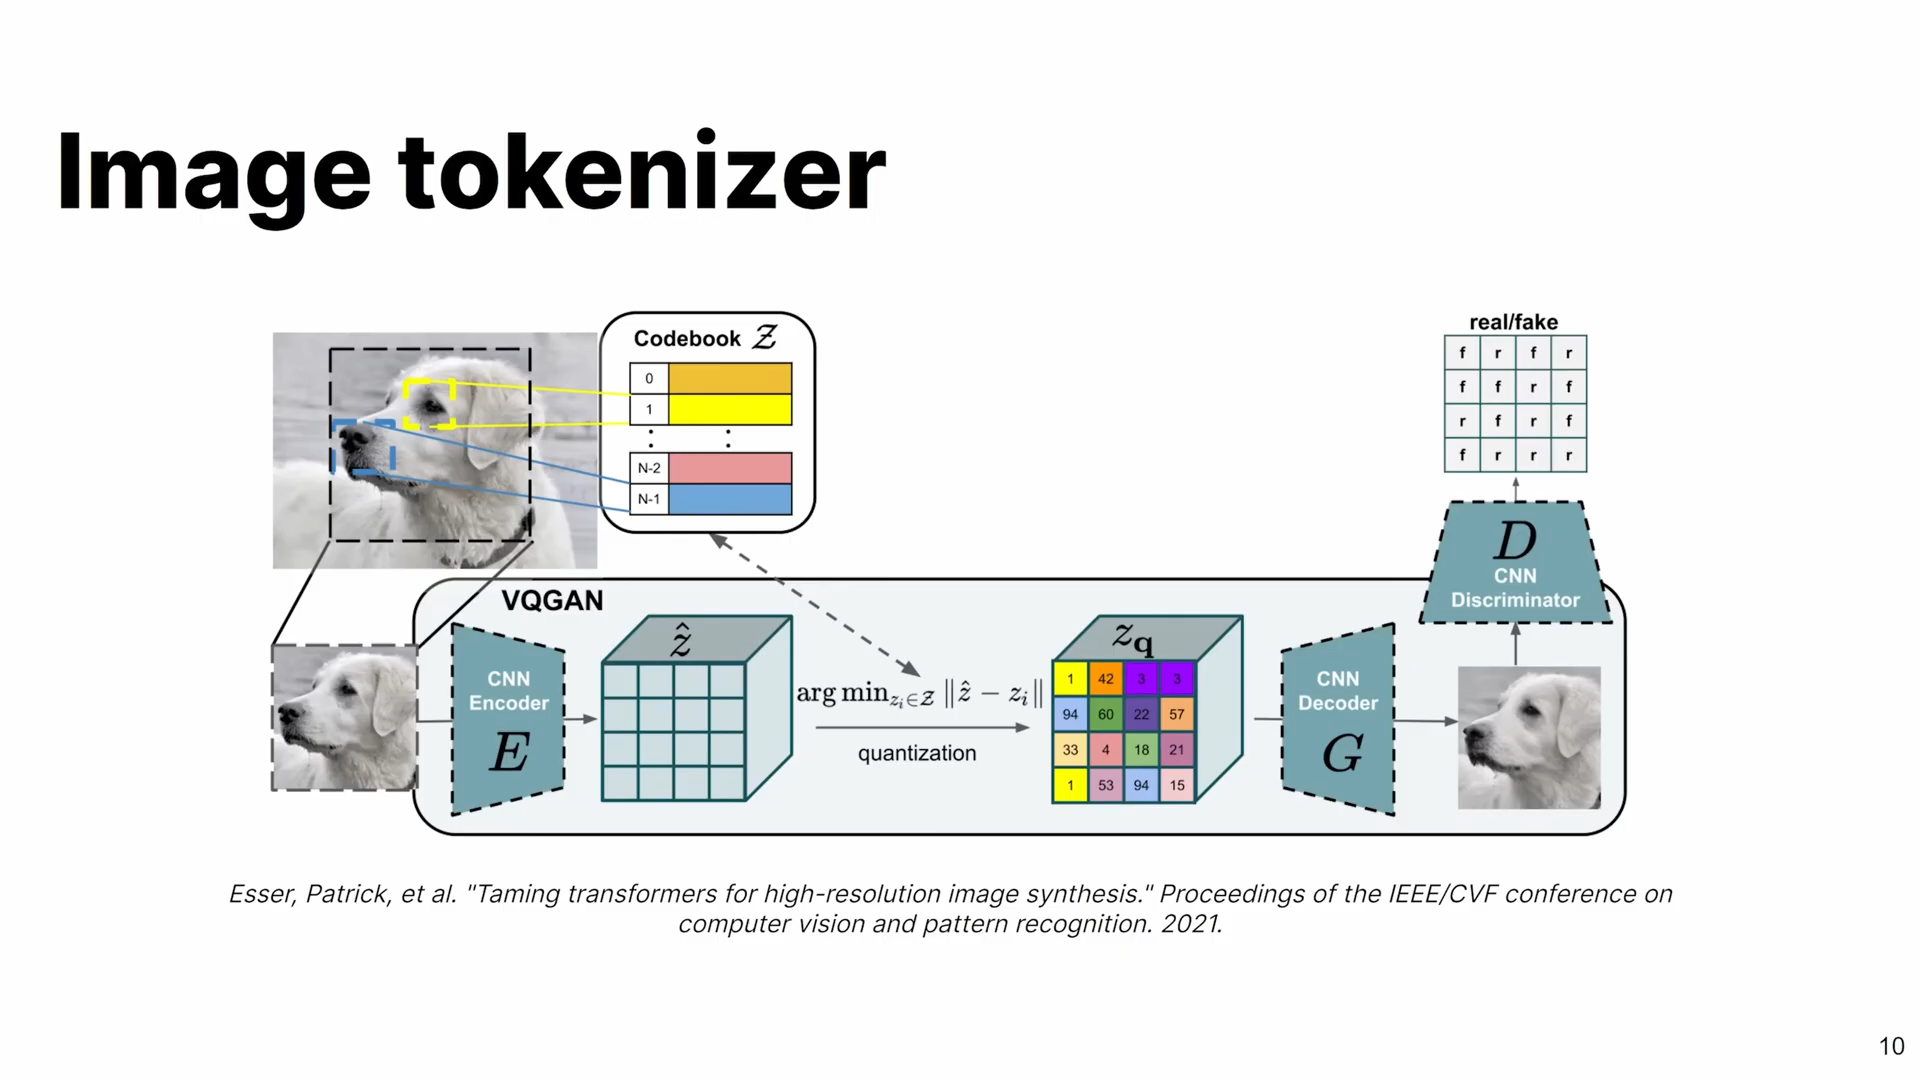 Image tokenizer
Codebook 𝒵
0
1
⋮ ⋮
N-2
N-1
real/fake
f r f r
f f r f
r f r f
f r r r
D
CNN
Discriminator
VQGAN
CNN
Encoder
E
ẑ
arg min_{z_i∈𝒵} ‖ẑ − z_i‖
quantization
z_q
1 42 3 3
94 60 22 57
33 4 18 21
1 53 94 15
CNN
Decoder
G
Esser, Patrick, et al. "Taming transformers for high-resolution image synthesis." Proceedings of the IEEE/CVF conference on
computer vision and pattern recognition. 2021.
10